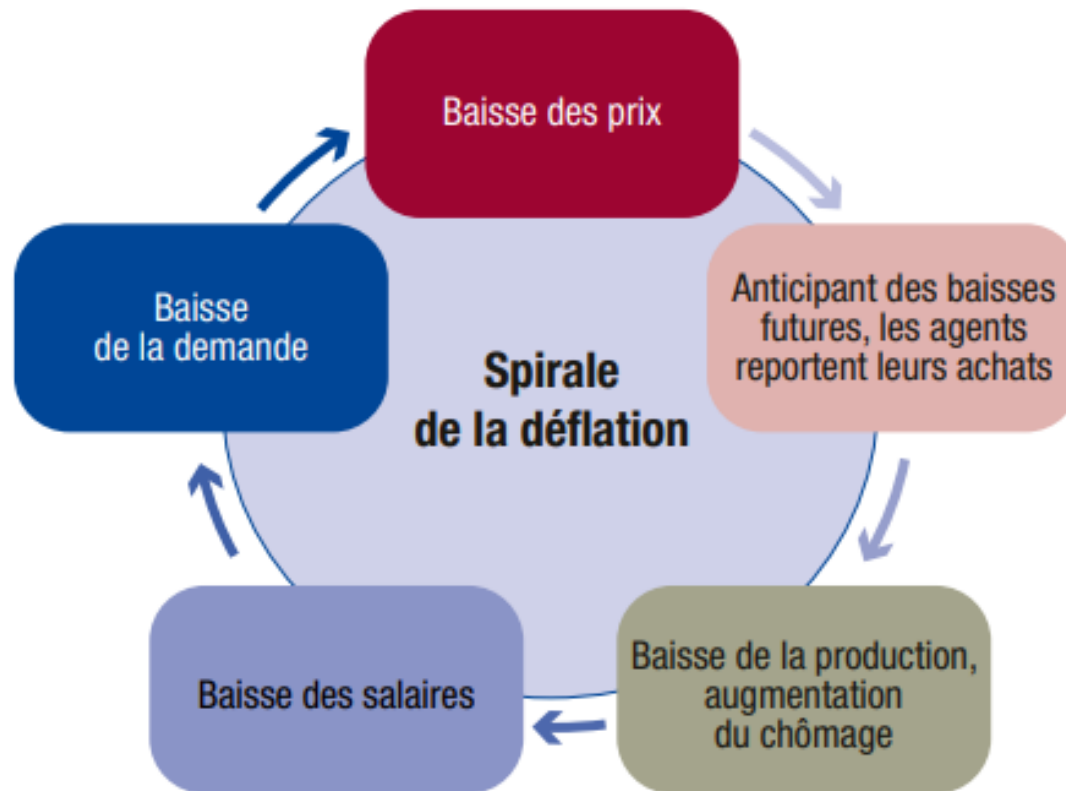 Baisse des prix
Anticipant des baisses
futures, les agents
reportent leurs achats
Baisse de la production,
augmentation
du chômage
Baisse des salaires
Baisse
de la demande
Spirale
de la déflation